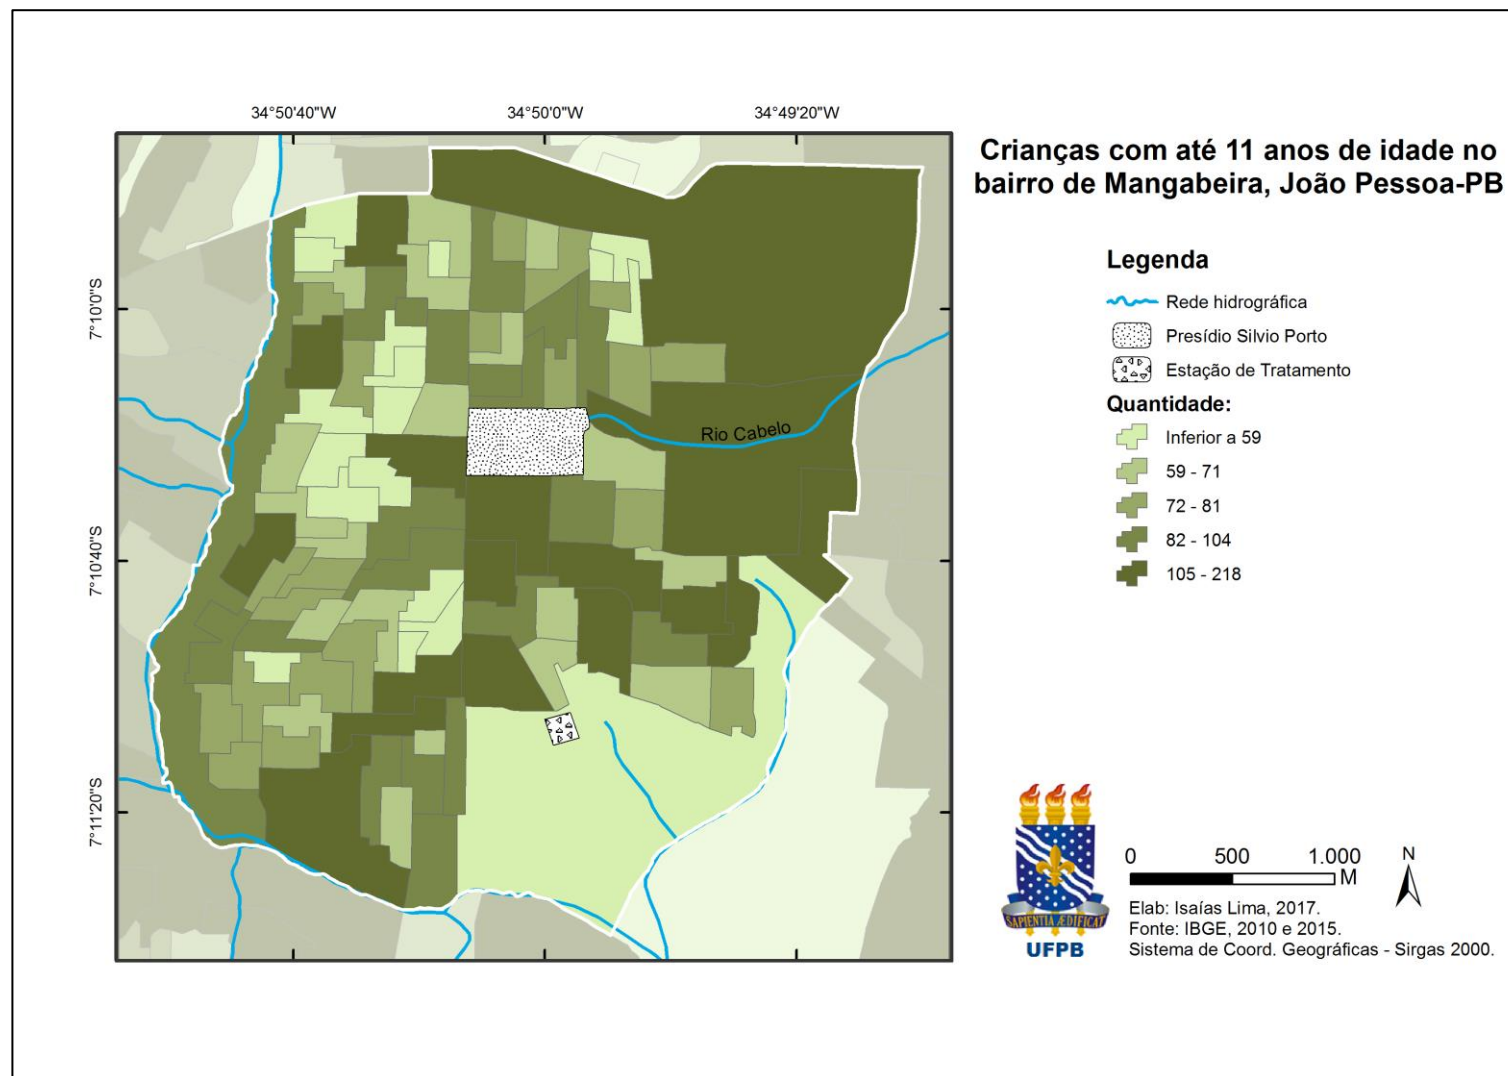 34°50'40"W
34°50'0"W
34°49'20"W
Crianças com até 11 anos de idade no
bairro de Mangabeira, João Pessoa-PB
7°10'0"S
7°10'40"S
7°11'20"S
Rio Cabelo
Legenda
Rede hidrográfica
Presídio Silvio Porto
Estação de Tratamento
Quantidade:
Inferior a 59
59 - 71
72 - 81
82 - 104
105 - 218
SAPIENTIA ÆDIFICAT
UFPB
0 500 1.000
M
N
Elab: Isaías Lima, 2017.
Fonte: IBGE, 2010 e 2015.
Sistema de Coord. Geográficas - Sirgas 2000.